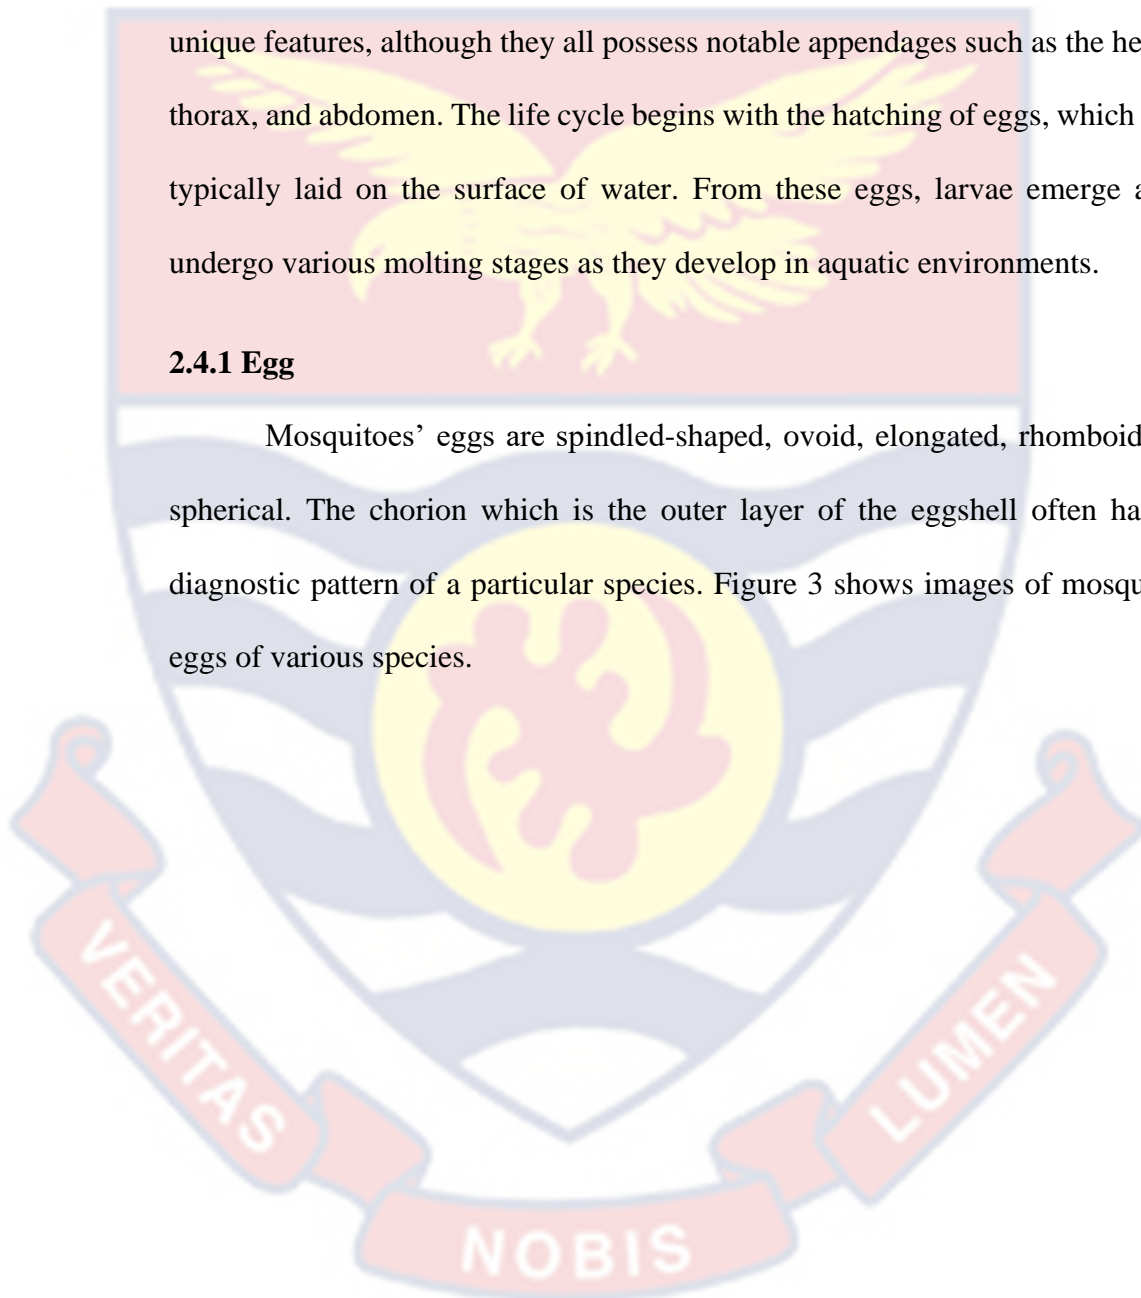 unique features, although they all possess notable appendages such as the he
thorax, and abdomen. The life cycle begins with the hatching of eggs, which
typically laid on the surface of water. From these eggs, larvae emerge a
undergo various molting stages as they develop in aquatic environments.
2.4.1 Egg
Mosquitoes’ eggs are spindled-shaped, ovoid, elongated, rhomboid
spherical. The chorion which is the outer layer of the eggshell often ha
diagnostic pattern of a particular species. Figure 3 shows images of mosqu
eggs of various species.
VERITAS
NOBIS
LUMEN